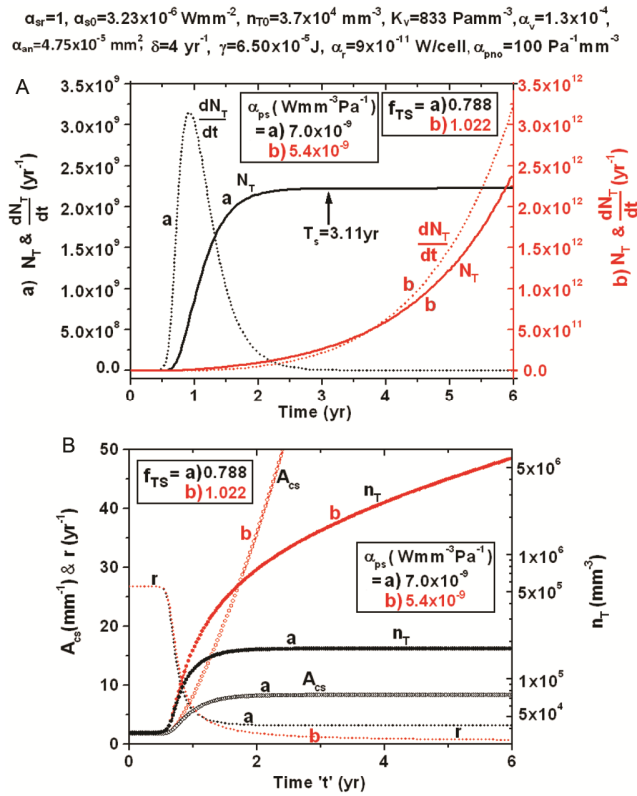 αsr=1, αs0=3.23x10⁻⁶ Wmm⁻², nT0=3.7x10⁴ mm⁻³, Kv=833 Pamm⁻³, αv=1.3x10⁻⁴,
αan=4.75x10⁻⁵ mm², δ=4 yr⁻¹, γ=6.50x10⁻⁵J, αr=9x10⁻¹¹ W/cell, αpno=100 Pa⁻¹mm⁻³
A
3.5x10⁹
3.0x10⁹
2.5x10⁹
2.0x10⁹
1.5x10⁹
1.0x10⁹
5.0x10⁸
0.0
a) NT & dNT/dt (yr⁻¹)
dNT/dt
a
αps (Wmm⁻³Pa⁻¹)
= a) 7.0x10⁻⁹
b) 5.4x10⁻⁹
fTS = a) 0.788
b) 1.022
a NT
Ts=3.11yr
dNT/dt
b
NT
b
3.5x10¹²
3.0x10¹²
2.5x10¹²
2.0x10¹²
1.5x10¹²
1.0x10¹²
5.0x10¹¹
0.0
b) NT & dNT/dt (yr⁻¹)
0 1 2 3 4 5 6
Time (yr)
B
50
40
30
20
10
0
Acs(mm⁻¹) & r (yr⁻¹)
fTS = a) 0.788
b) 1.022
Acs
b
nT
b
r
αps (Wmm⁻³Pa⁻¹)
= a) 7.0x10⁻⁹
b) 5.4x10⁻⁹
a nT
a Acs
a
b r
5x10⁶
1x10⁶
5x10⁵
1x10⁵
5x10⁴
nT (mm⁻³)
0 2 4 6
Time 't' (yr)